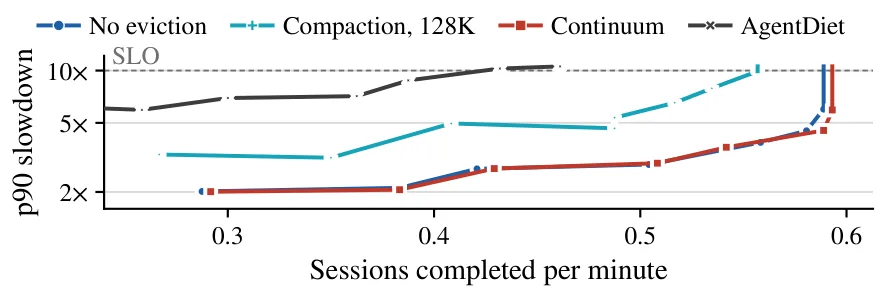 No eviction Compaction, 128K Continuum AgentDiet
SLO
10×
5×
2×
p90 slowdown
0.3 0.4 0.5 0.6
Sessions completed per minute